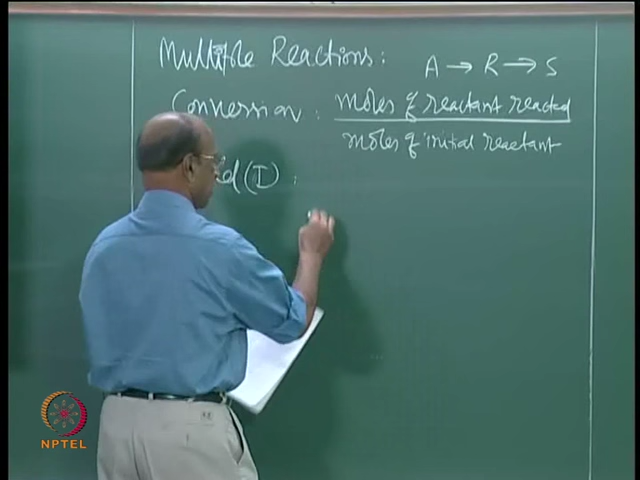 Multiple Reactions: A → R → S
Conversion : moles of reactant reacted
moles of initial reactant
(I) :
NPTEL